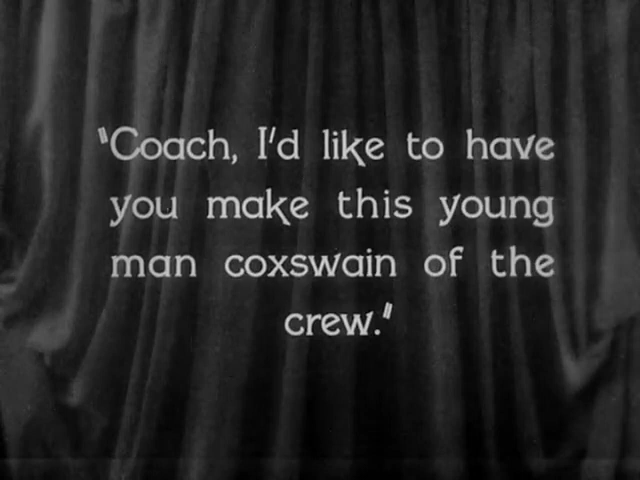 "Coach, I'd like to have
you make this young
man coxswain of the
crew."